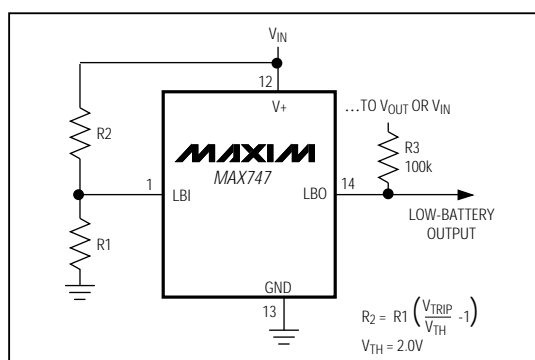 VIN
12
V+
...TO VOUT OR VIN
R2
MAXIM
MAX747
R3
100k
1
LBI
LBO
14
LOW-BATTERY
OUTPUT
R1
GND
13
R2 = R1 (VTRIP/VTH -1)
VTH = 2.0V